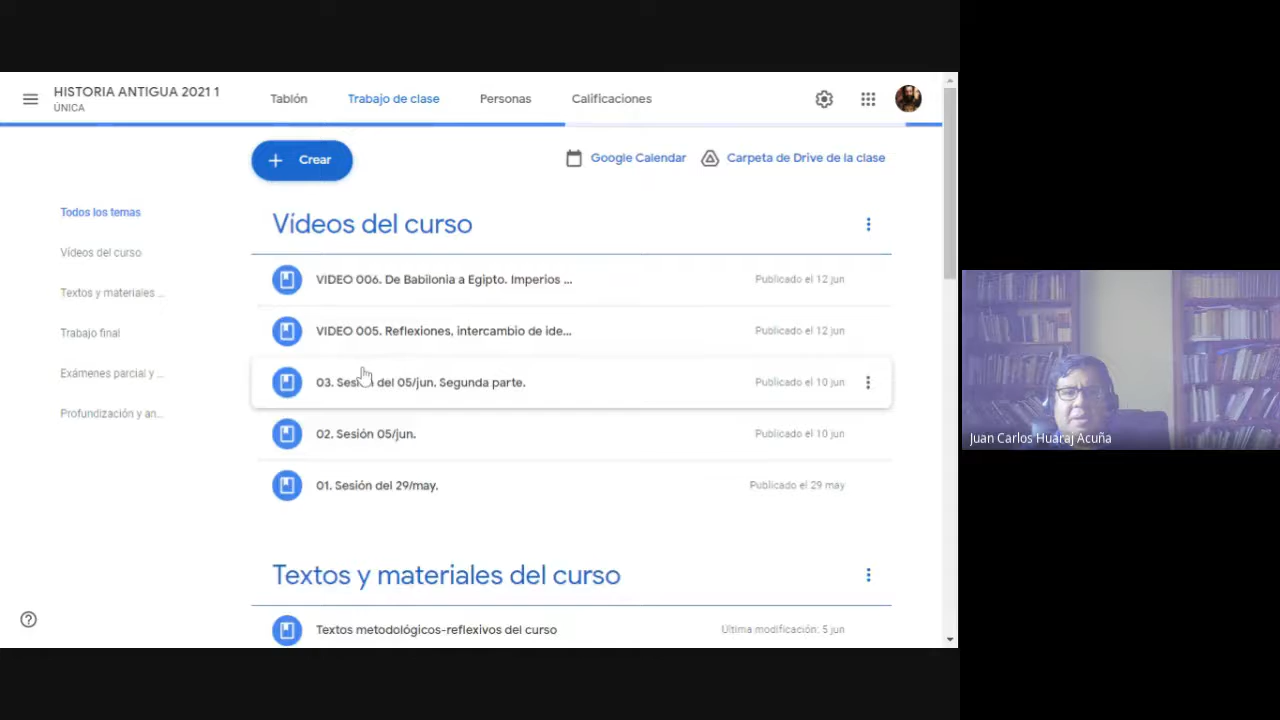 HISTORIA ANTIGUA 2021 1
ÚNICA
Tablón
Trabajo de clase
Personas
Calificaciones
Crear
Google Calendar
Carpeta de Drive de la clase
Todos los temas
Vídeos del curso
Textos y materiales ...
Trabajo final
Exámenes parcial y ...
Profundización y an...
Vídeos del curso
VIDEO 006. De Babilonia a Egipto. Imperios ...
Publicado el 12 jun
VIDEO 005. Reflexiones, intercambio de ide...
Publicado el 12 jun
03. Sesión del 05/jun. Segunda parte.
Publicado el 10 jun
02. Sesión 05/jun.
Publicado el 10 jun
01. Sesión del 29/may.
Publicado el 29 may
Textos y materiales del curso
Textos metodológicos-reflexivos del curso
Última modificación: 5 jun
Juan Carlos Huaraj Acuña